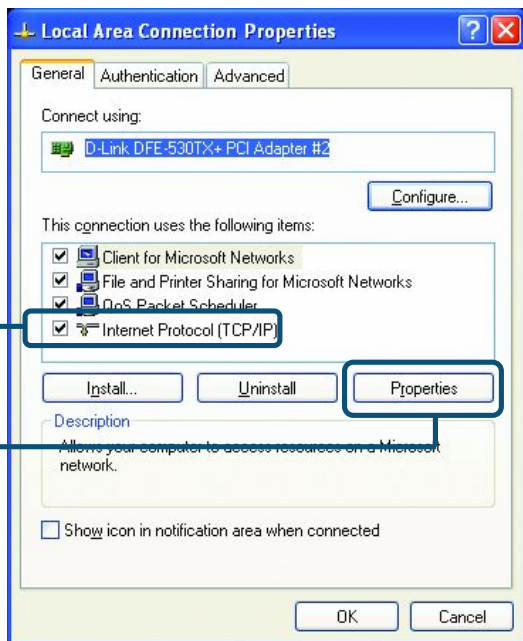 Local Area Connection Properties
General Authentication Advanced
Connect using:
D-Link DFE-530TX+ PCI Adapter #2
Configure...
This connection uses the following items:
Client for Microsoft Networks
File and Printer Sharing for Microsoft Networks
QoS Packet Scheduler
Internet Protocol (TCP/IP)
Install... Uninstall Properties
Description
Allows your computer to access resources on a Microsoft
network.
Show icon in notification area when connected
OK Cancel